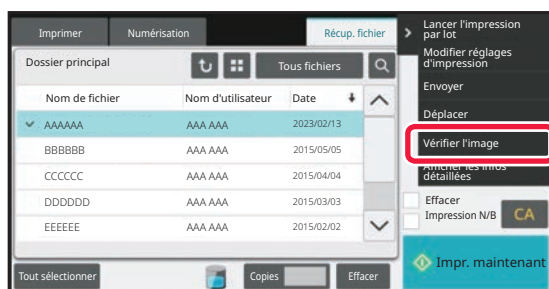 Imprimer Numérisation Récup. fichier
Dossier principal Tous fichiers
Nom de fichier Nom d'utilisateur Date
AAAAAA AAA AAA 2023/02/13
BBBBBB AAA AAA 2015/05/05
CCCCCC AAA AAA 2015/04/04
DDDDDD AAA AAA 2015/03/03
EEEEEE AAA AAA 2015/02/02
Tout sélectionner Copies Effacer
Lancer l'impression
par lot
Modifier réglages
d'impression
Envoyer
Déplacer
Vérifier l'image
Afficher les infos
détaillées
Effacer
Impression N/B CA
Impr. maintenant